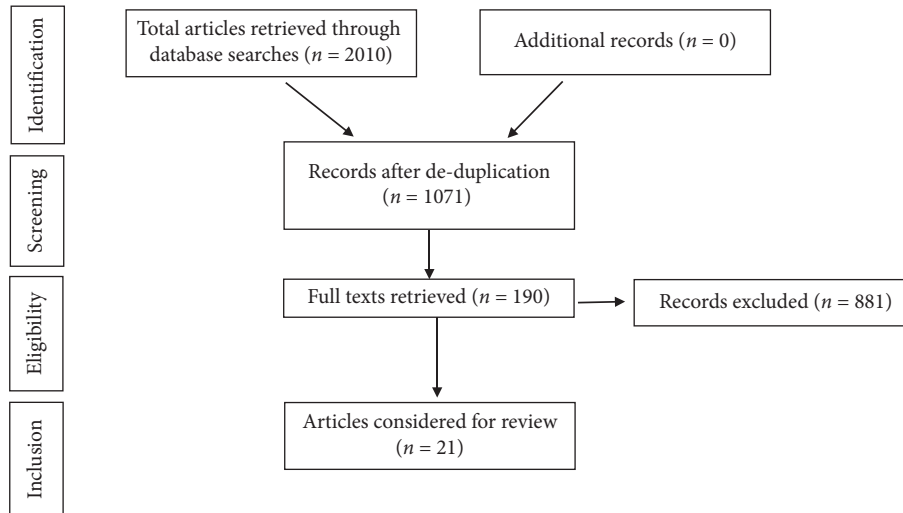 Identification
Total articles retrieved through
database searches (n = 2010)
Additional records (n = 0)
Screening
Records after de-duplication
(n = 1071)
Eligibility
Full texts retrieved (n = 190)
Records excluded (n = 881)
Inclusion
Articles considered for review
(n = 21)